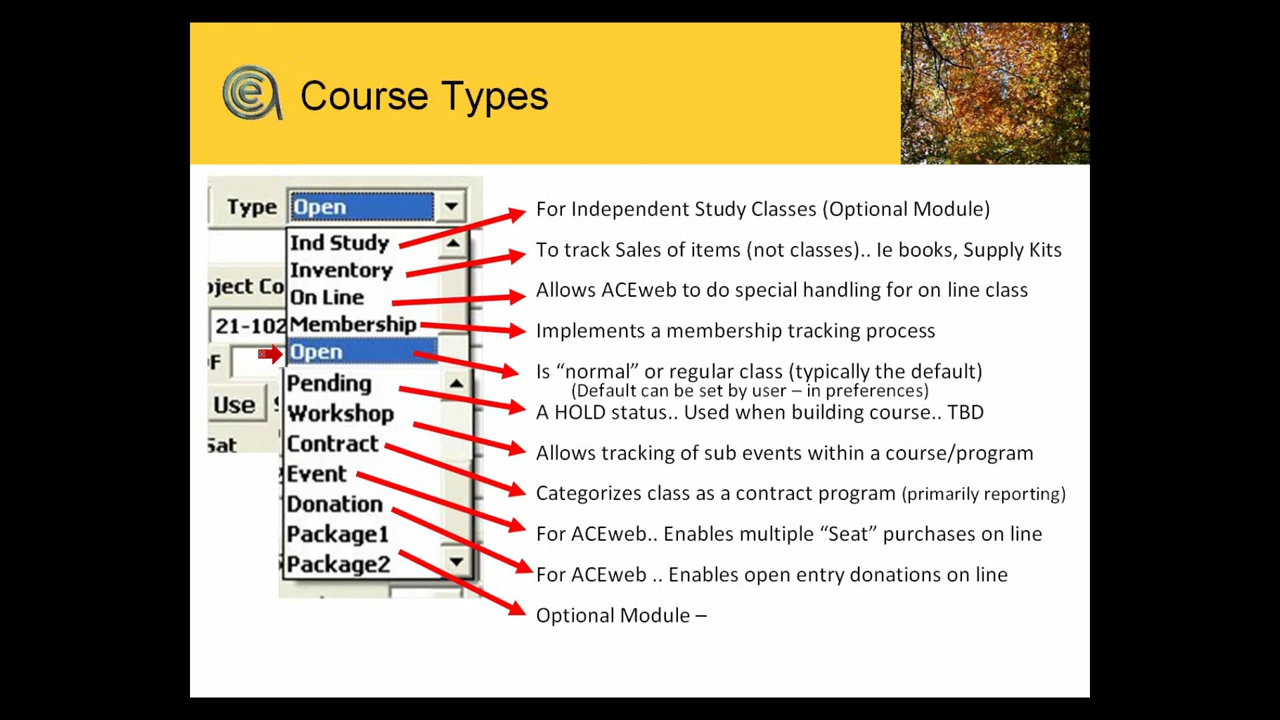 Course Types
Type Open
Ind Study
Inventory
On Line
Membership
Open
Pending
Workshop
Contract
Event
Donation
Package1
Package2
oject Co
21-102
F
Use
Sat
For Independent Study Classes (Optional Module)
To track Sales of items (not classes).. Ie books, Supply Kits
Allows ACEweb to do special handling for on line class
Implements a membership tracking process
Is “normal” or regular class (typically the default)
(Default can be set by user – in preferences)
A HOLD status.. Used when building course.. TBD
Allows tracking of sub events within a course/program
Categorizes class as a contract program (primarily reporting)
For ACEweb.. Enables multiple “Seat” purchases on line
For ACEweb .. Enables open entry donations on line
Optional Module –